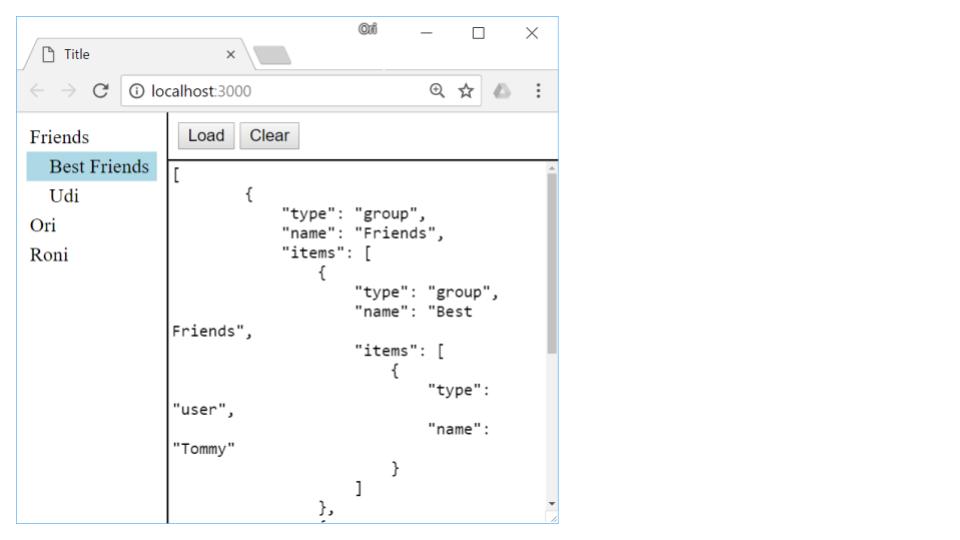 Ori
Title
localhost:3000
Friends
Best Friends
Udi
Ori
Roni
Load Clear
[
{
"type": "group",
"name": "Friends",
"items": [
{
"type": "group",
"name": "Best
Friends",
"items": [
{
"type":
"user",
"name":
"Tommy"
}
]
},